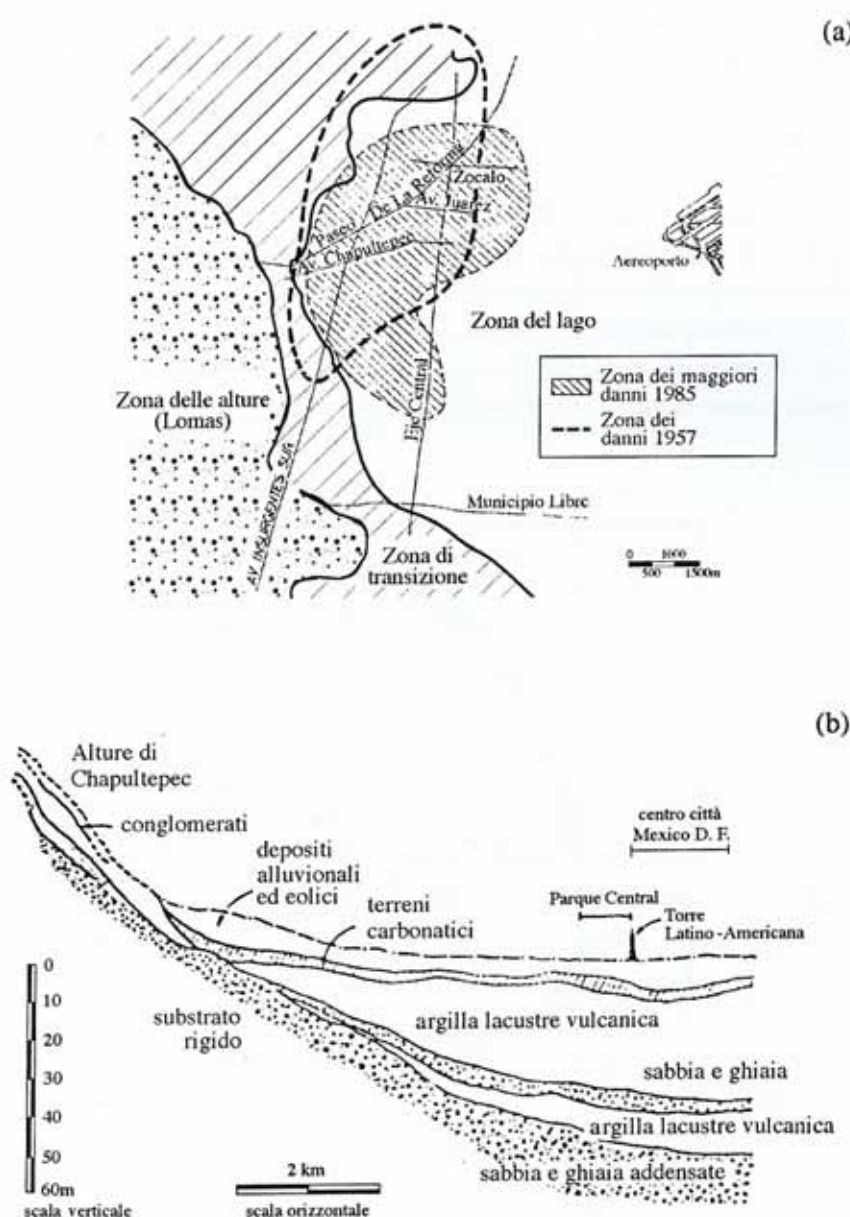 (a)
Paseo De La Reforma
Zocalo
Av. Juarez
Av. Chapultepec
Aereoporto
Zona del lago
Zona delle alture
(Lomas)
Eje Central
Zona dei maggiori
danni 1985
Zona dei
danni 1957
AV. INSURGENTES SUR
Municipio Libre
Zona di
transizione
0 1000
500 1500m
(b)
Alture di
Chapultepec
conglomerati
centro città
Mexico D. F.
depositi
alluvionali
ed eolici
Parque Central
Torre
Latino-Americana
terreni
carbonatici
0
10
20
30
40
50
60m
substrato
rigido
argilla lacustre vulcanica
sabbia e ghiaia
argilla lacustre vulcanica
sabbia e ghiaia addensate
2 km
scala verticale
scala orizzontale